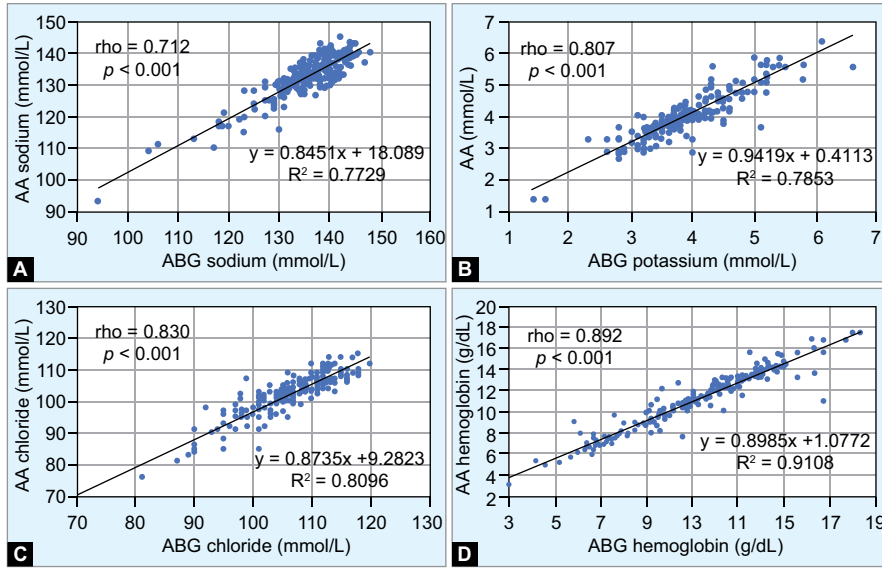 150
140
130
120
110
100
90
AA sodium (mmol/L)
rho = 0.712
p < 0.001
y = 0.8451x + 18.089
R² = 0.7729
90 100 110 120 130 140 150 160
ABG sodium (mmol/L)
A
7
6
5
4
3
2
1
AA (mmol/L)
rho = 0.807
p < 0.001
y = 0.9419x + 0.4113
R² = 0.7853
1 2 3 4 5 6 7
ABG potassium (mmol/L)
B
130
120
110
100
90
80
70
AA chloride (mmol/L)
rho = 0.830
p < 0.001
y = 0.8735x +9.2823
R² = 0.8096
70 80 90 100 110 120 130
ABG chloride (mmol/L)
C
20
18
16
14
12
10
8
6
4
2
AA hemoglobin (g/dL)
rho = 0.892
p < 0.001
y = 0.8985x +1.0772
R² = 0.9108
3 5 7 9 13 11 15 17 19
ABG hemoglobin (g/dL)
D